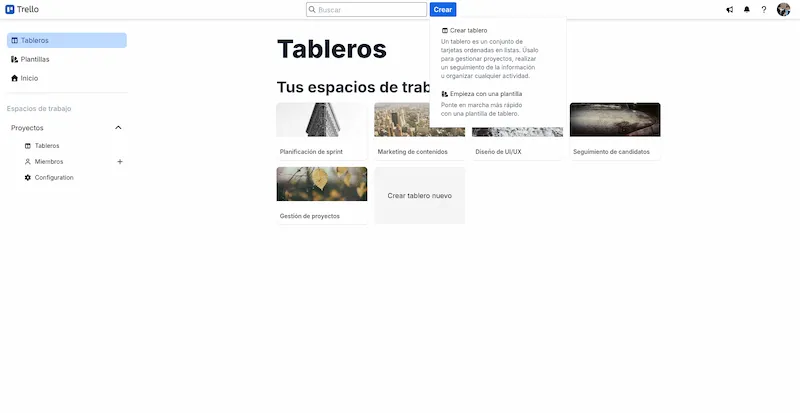 Trello
Buscar
Crear
?
Tableros
Plantillas
Inicio
Espacios de trabajo
Proyectos
Tableros
Miembros
Configuration
Tableros
Tus espacios de trab
Crear tablero
Un tablero es un conjunto de
tarjetas ordenadas en listas. Úsalo
para gestionar proyectos, realizar
un seguimiento de la información
u organizar cualquier actividad.
Empieza con una plantilla
Ponte en marcha más rápido
con una plantilla de tablero.
Planificación de sprint
Marketing de contenidos
Diseño de UI/UX
Seguimiento de candidatos
Gestión de proyectos
Crear tablero nuevo